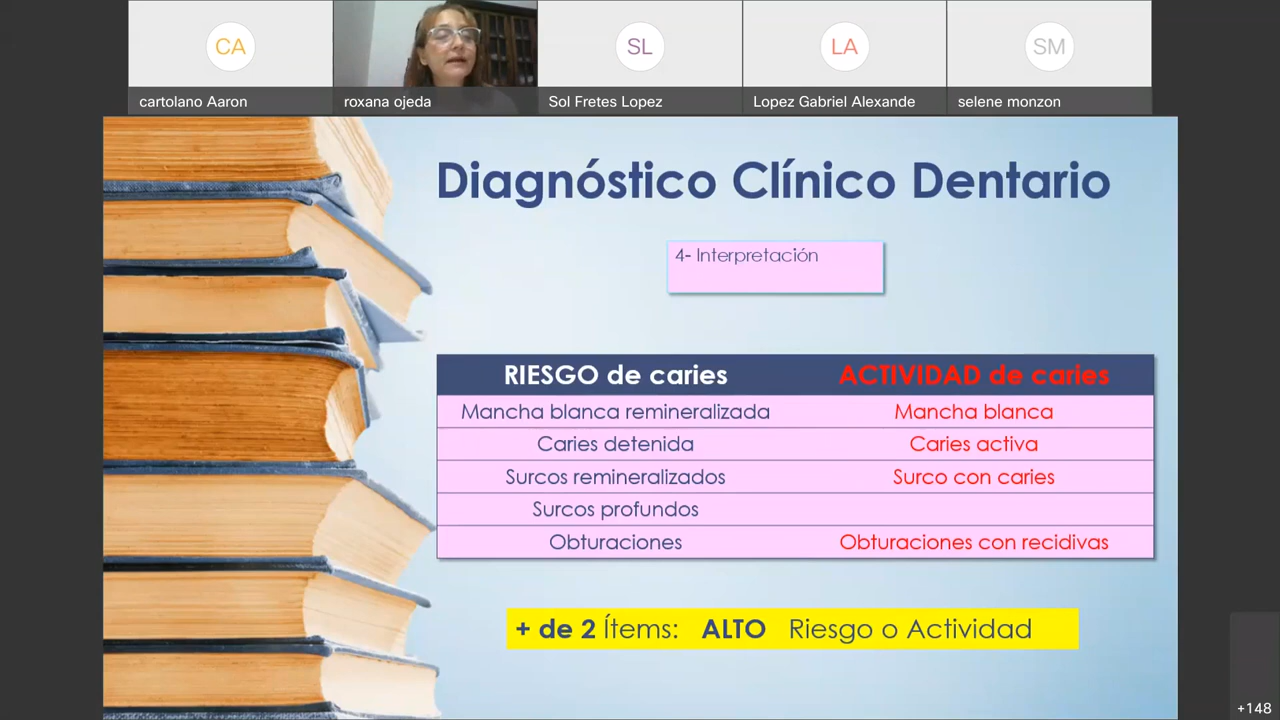 CA
SL
LA
SM
cartolano Aaron
roxana ojeda
Sol Fretes Lopez
Lopez Gabriel Alexande
selene monzon
Diagnóstico Clínico Dentario
4- Interpretación
RIESGO de caries ACTIVIDAD de caries
Mancha blanca remineralizada Mancha blanca
Caries detenida Caries activa
Surcos remineralizados Surco con caries
Surcos profundos
Obturaciones Obturaciones con recidivas
+ de 2 Ítems: ALTO Riesgo o Actividad
+148